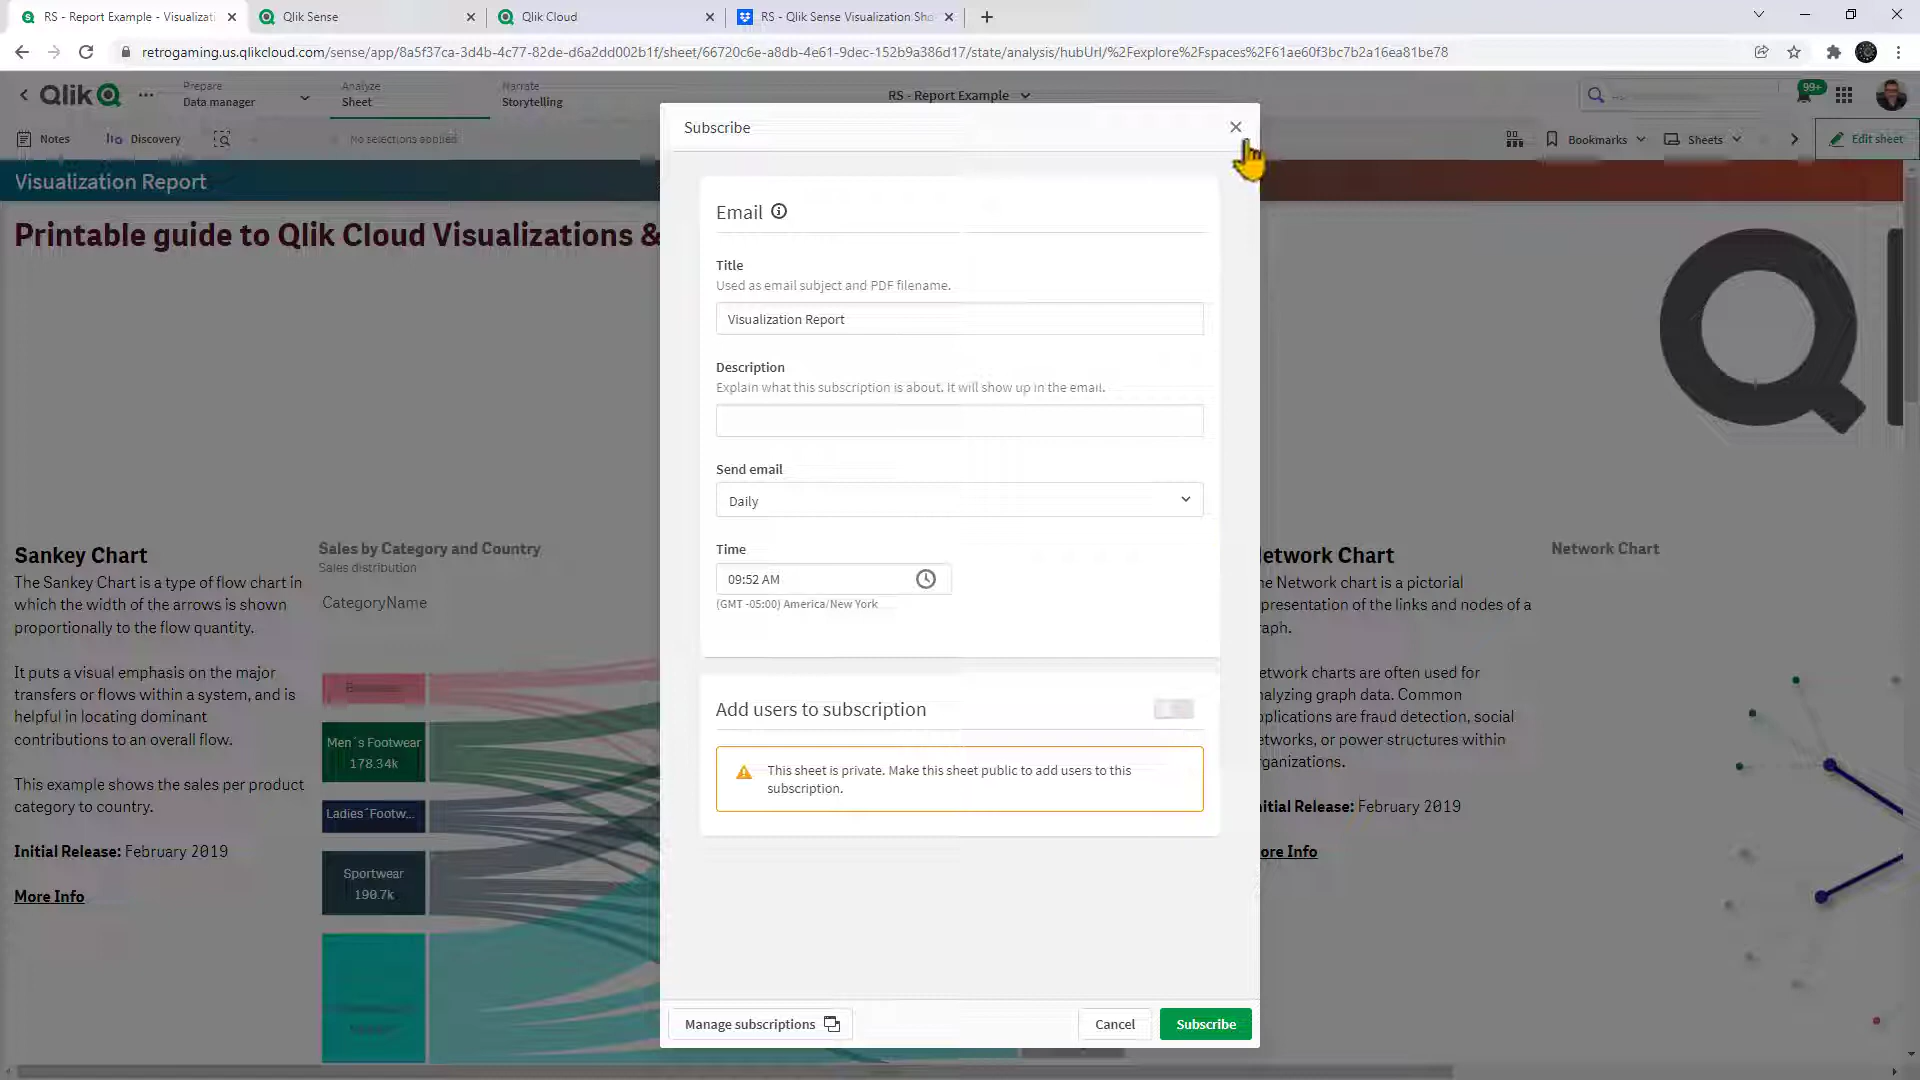 RS - Report Example - Visualizati
Qlik Sense
Qlik Cloud
RS - Qlik Sense Visualization Sho
retrogaming.us.qlikcloud.com/sense/app/8a5f37ca-3d4b-4c77-82de-d6a2dd002b1f/sheet/66720c6e-a8db-4e61-9dec-152b9a386d17/state/analysis/hubUrl/%2Fexplore%2Fspaces%2F61ae60f3bc7b2a16ea81be78
Qlik
Prepare
Data manager
Analyze
Sheet
Narrate
Storytelling
RS - Report Example
99+
Notes
Discovery
No selections applied
Bookmarks
Sheets
Edit sheet
Visualization Report
Printable guide to Qlik Cloud Visualizations &
Subscribe
Email
Title
Used as email subject and PDF filename.
Visualization Report
Description
Explain what this subscription is about. It will show up in the email.
Send email
Daily
Time
09:52 AM
(GMT -05:00) America/New York
Add users to subscription
This sheet is private. Make this sheet public to add users to this
subscription.
Manage subscriptions
Cancel
Subscribe
Sankey Chart
The Sankey Chart is a type of flow chart in
which the width of the arrows is shown
proportionally to the flow quantity.
It puts a visual emphasis on the major
transfers or flows within a system, and is
helpful in locating dominant
contributions to an overall flow.
This example shows the sales per product
category to country.
Initial Release: February 2019
More Info
Sales by Category and Country
Sales distribution
CategoryName
Men´s Footwear
178.34k
Ladies´Footw...
Sportwear
190.7k
etwork Chart
he Network chart is a pictorial
presentation of the links and nodes of a
raph.
etwork charts are often used for
nalyzing graph data. Common
pplications are fraud detection, social
etworks, or power structures within
rganizations.
nitial Release: February 2019
ore Info
Network Chart